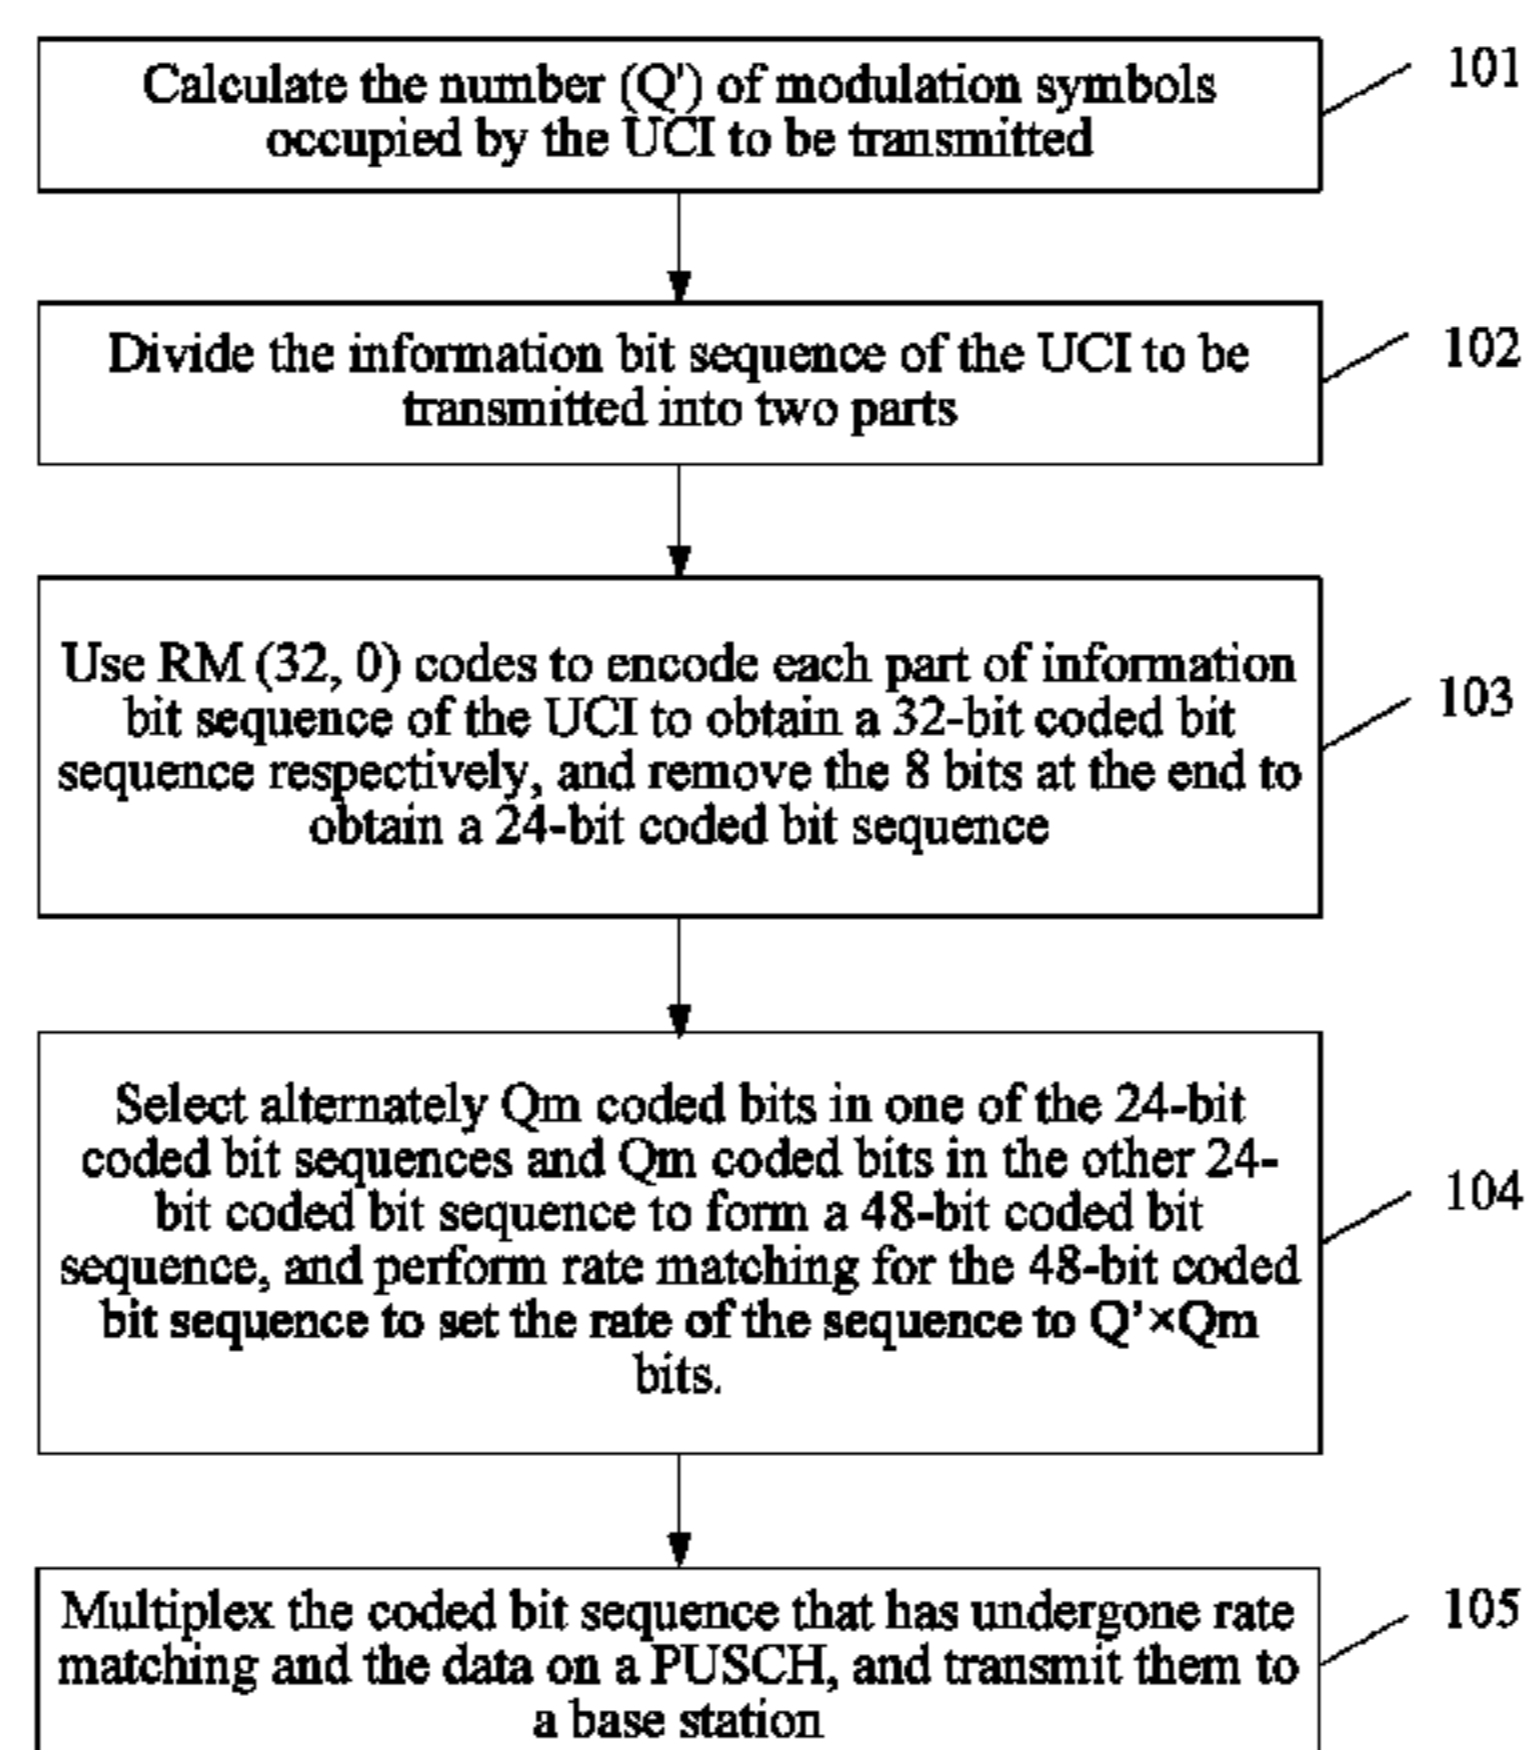 Calculate the number (Q') of modulation symbols
occupied by the UCI to be transmitted
101
Divide the information bit sequence of the UCI to be
transmitted into two parts
102
Use RM (32, 0) codes to encode each part of information
bit sequence of the UCI to obtain a 32-bit coded bit
sequence respectively, and remove the 8 bits at the end to
obtain a 24-bit coded bit sequence
103
Select alternately Qm coded bits in one of the 24-bit
coded bit sequences and Qm coded bits in the other 24-
bit coded bit sequence to form a 48-bit coded bit
sequence, and perform rate matching for the 48-bit coded
bit sequence to set the rate of the sequence to Q’×Qm
bits.
104
Multiplex the coded bit sequence that has undergone rate
matching and the data on a PUSCH, and transmit them to
a base station
105